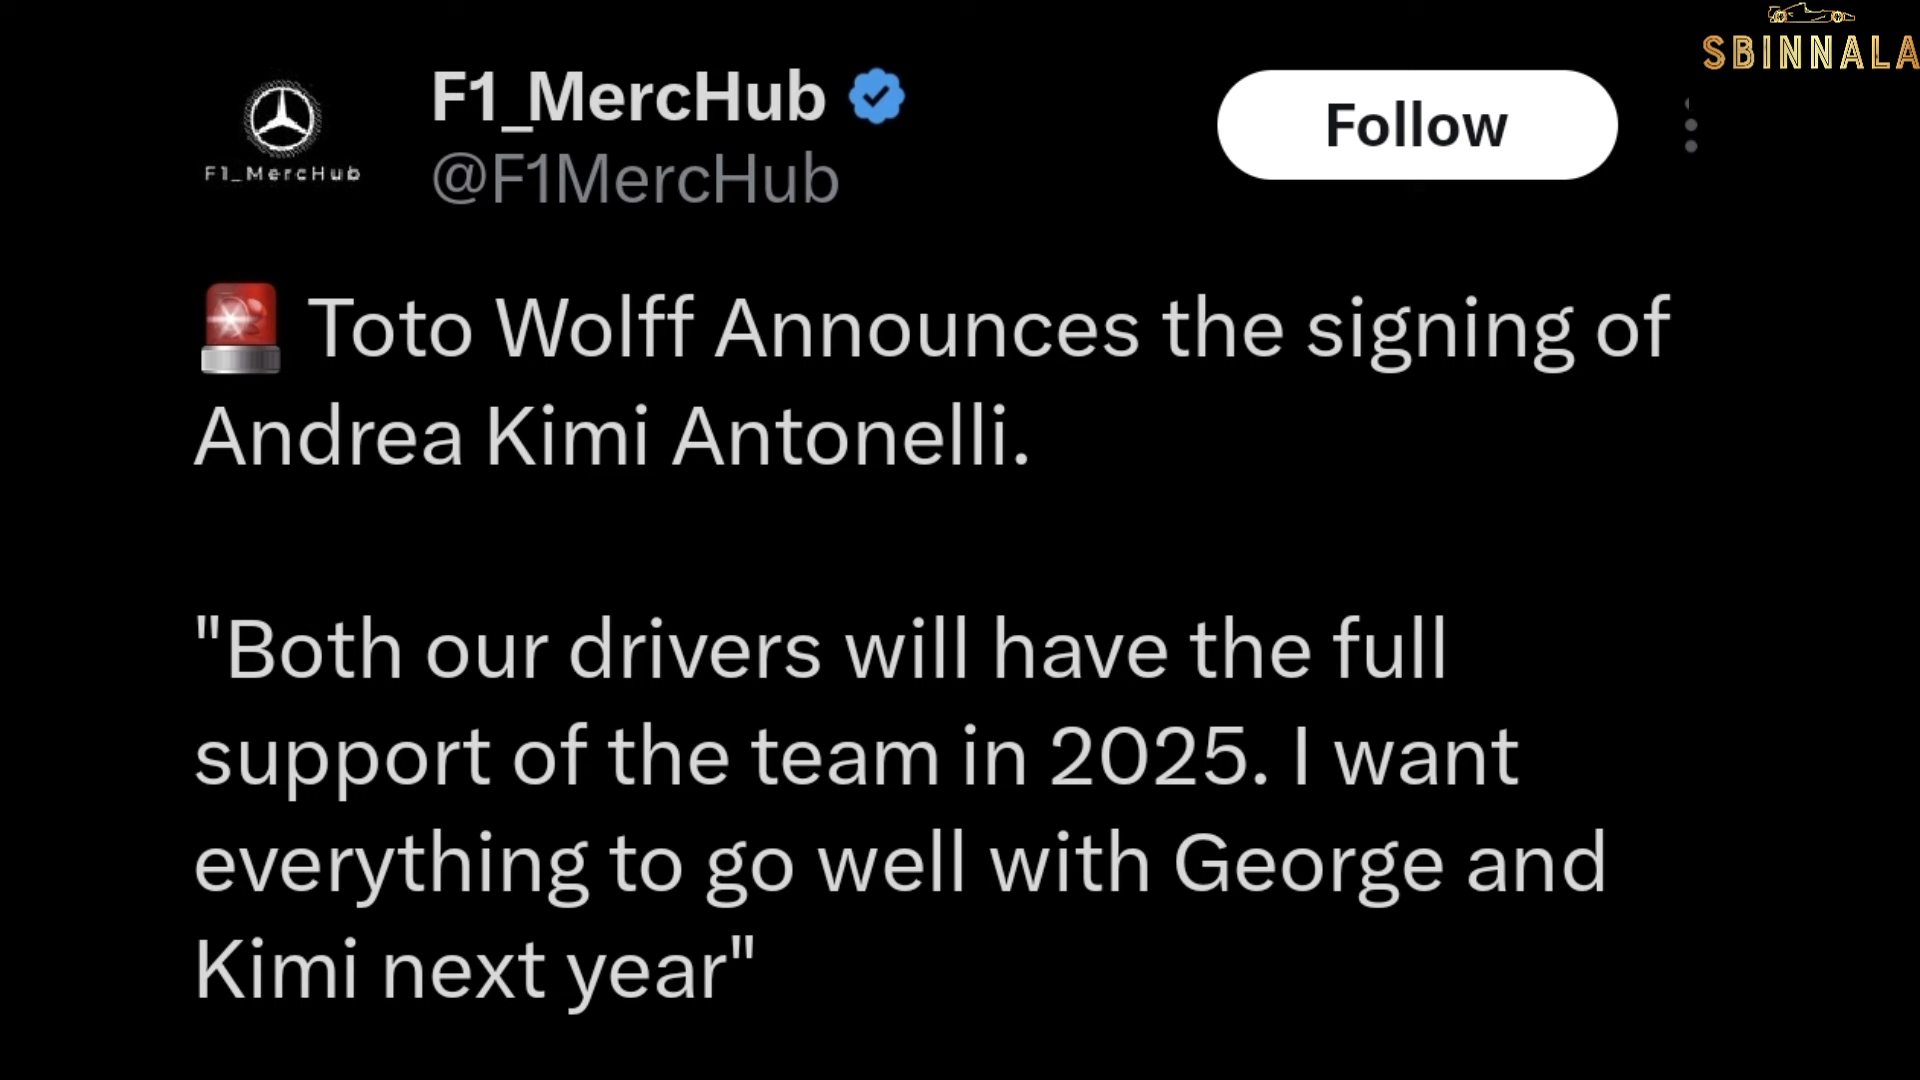 SBINNALA
F1_MercHub
Follow
F1_MercHub
@F1MercHub
🚨 Toto Wolff Announces the signing of
Andrea Kimi Antonelli.
"Both our drivers will have the full
support of the team in 2025. I want
everything to go well with George and
Kimi next year"